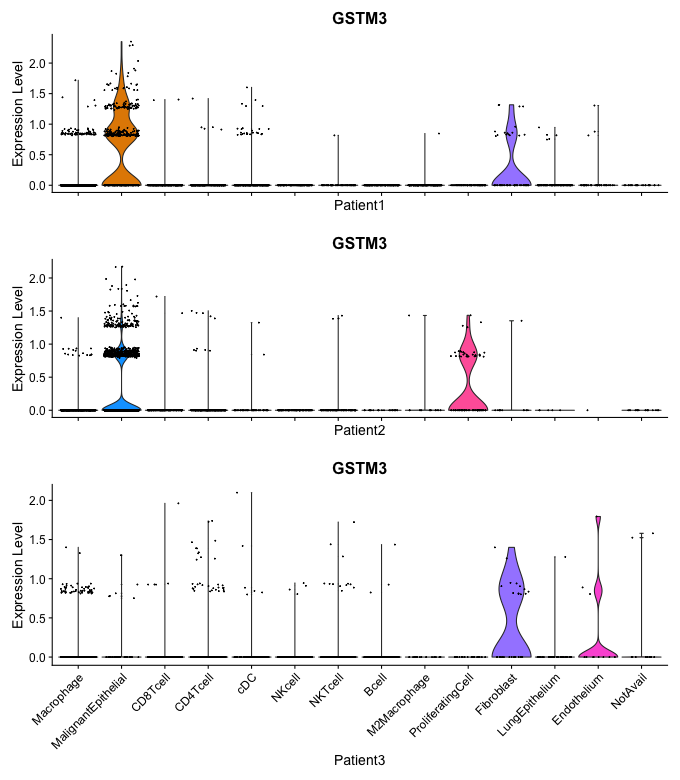 GSTM3
Expression Level
2.0
1.5
1.0
0.5
0.0
Patient1
GSTM3
Expression Level
2.0
1.5
1.0
0.5
0.0
Patient2
GSTM3
Expression Level
2.0
1.5
1.0
0.5
0.0
Macrophage
MalignantEpithelial
CD8Tcell
CD4Tcell
cDC
NKcell
NKTcell
Bcell
M2Macrophage
ProliferatingCell
Fibroblast
LungEpithelium
Endothelium
NotAvail
Patient3